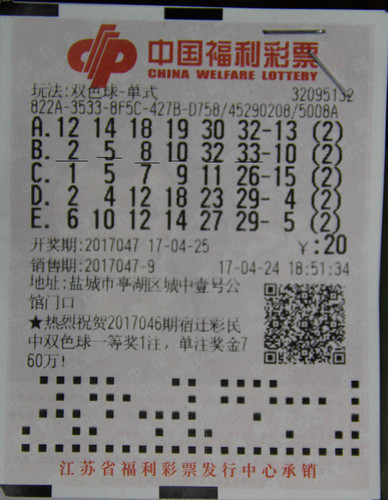 中国福利彩票
CHINA WELFARE LOTTERY
玩法:双色球-单式 32095132
822A-3533-8F5C-427B-D758/45290208/5008A
A. 12 14 18 19 30 32-13 (2)
B. 2 5 8 10 32 33-10 (2)
C. 1 5 7 9 11 26-15 (2)
D. 2 4 12 18 23 29- 4 (2)
E. 6 10 12 14 27 29- 5 (2)
开奖期:2017047 17-04-25 ¥:20
销售期:2017047-9 17-04-24 18:51:34
地址:盐城市亭湖区城中壹号公
馆门口
★热烈祝贺2017046期宿迁彩民
中双色球一等奖1注,单注奖金7
60万!
江苏省福利彩票发行中心承销